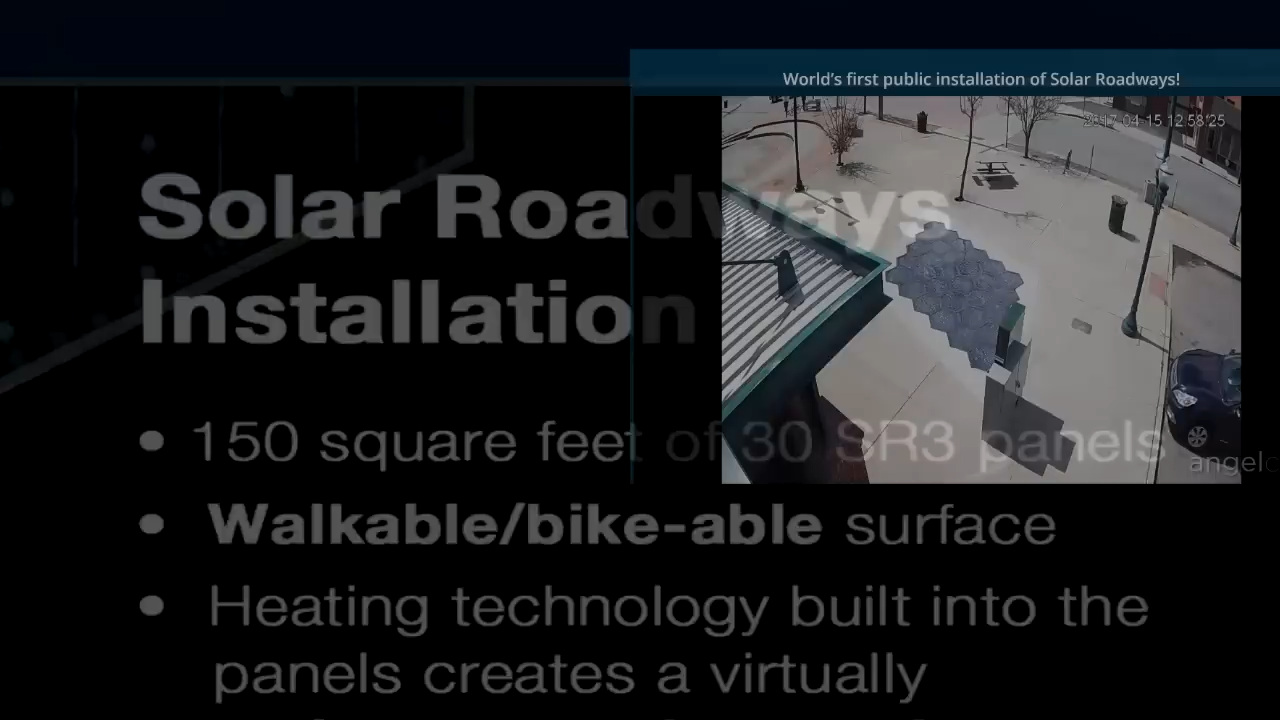 World's first public installation of Solar Roadways!
2017-04-15 12:58:25
Solar Roadways
Installation
• 150 square feet of 30 SR3 panels
angel
• Walkable/bike-able surface
• Heating technology built into the
panels creates a virtually